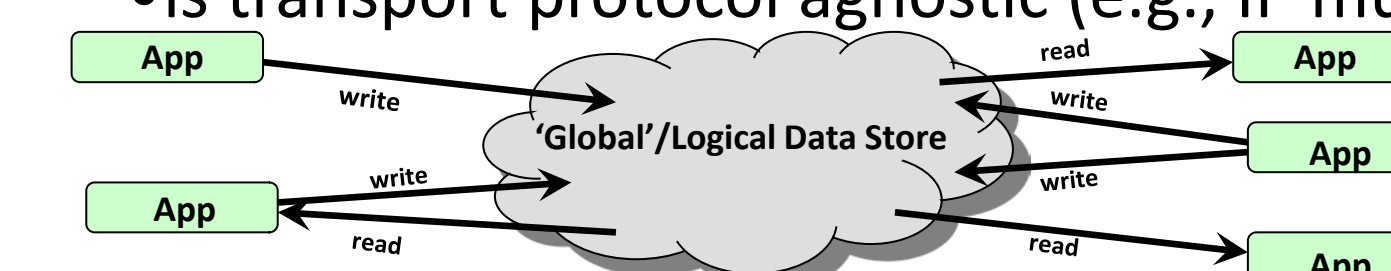 •is transport protocol agnostic (e.g., IP
App
read
App
write
write
'Global'/Logical Data Store
App
write
write
App
read
read
App